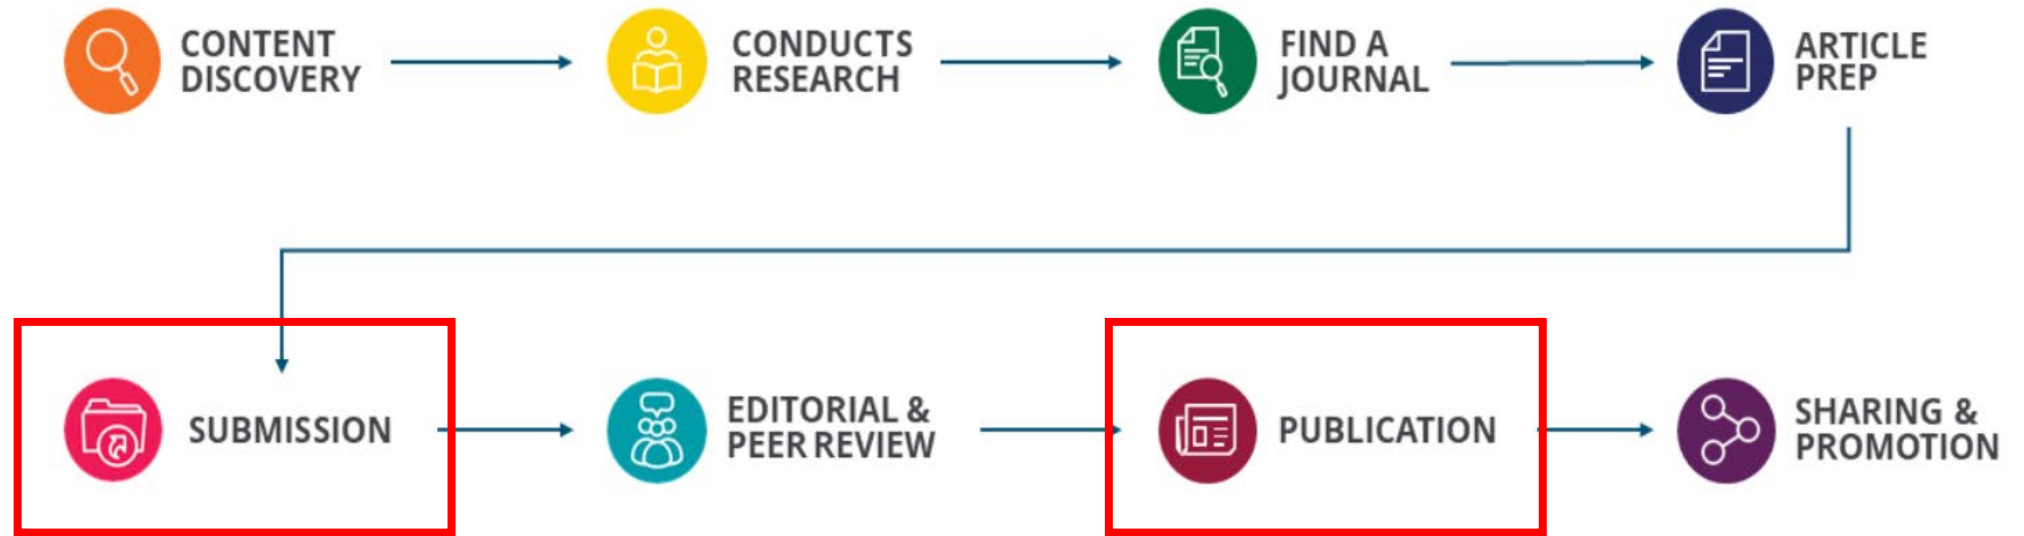 CONTENT
DISCOVERY
CONDUCTS
RESEARCH
FIND A
JOURNAL
ARTICLE
PREP
SUBMISSION
EDITORIAL &
PEER REVIEW
PUBLICATION
SHARING &
PROMOTION